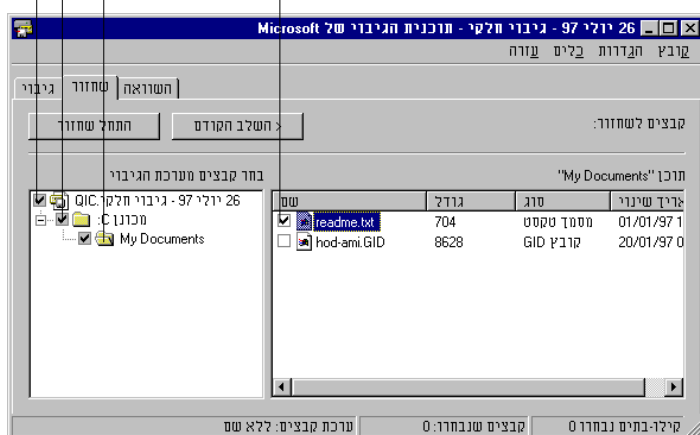 26 יולי 97 - גיבוי חלקי - תוכנית הגיבוי של Microsoft
קובץ הגדרות כלים עזרה
גיבוי שחזור השוואה
קבצים לשחזור:
< השלב הקודם
התחל שחזור
תוכן "My Documents"
בחר קבצים מערכת הגיבוי
שם גודל סוג תאריך שינוי
readme.txt 704 מסמך טקסט 01/01/97 1
hod-ami.GID 8628 קובץ GID 20/01/97 0
26 יולי 97 - גיבוי חלקי.QIC
מכונן C:
My Documents
קילו-בתים נבחרו 0
קבצים שנבחרו: 0
ערכת קבצים: ללא שם